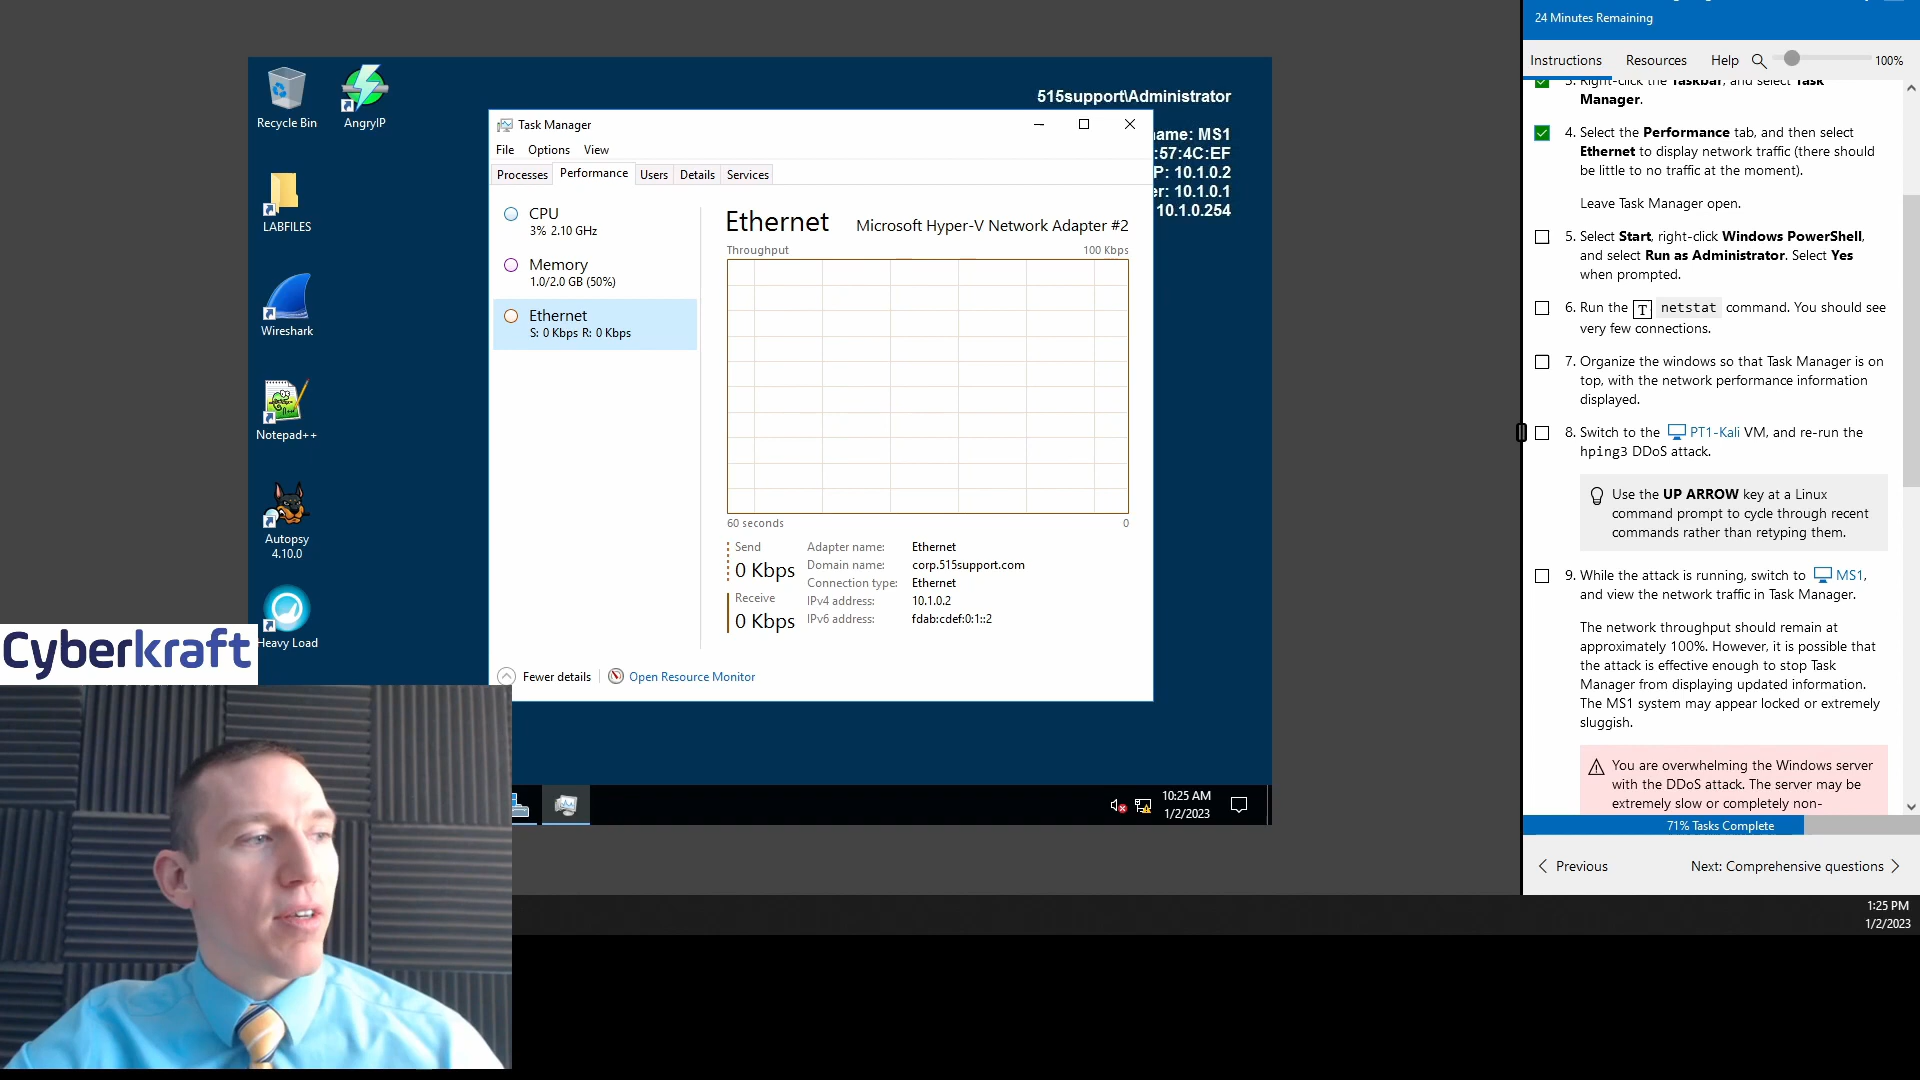 24 Minutes Remaining
Instructions Resources Help 100%
3. Right-click the Taskbar, and select Task
Manager.
4. Select the Performance tab, and then select
Ethernet to display network traffic (there should
be little to no traffic at the moment).
Leave Task Manager open.
5. Select Start, right-click Windows PowerShell,
and select Run as Administrator. Select Yes
when prompted.
6. Run the T netstat command. You should see
very few connections.
7. Organize the windows so that Task Manager is on
top, with the network performance information
displayed.
8. Switch to the PT1-Kali VM, and re-run the
hping3 DDoS attack.
Use the UP ARROW key at a Linux
command prompt to cycle through recent
commands rather than retyping them.
9. While the attack is running, switch to MS1,
and view the network traffic in Task Manager.
The network throughput should remain at
approximately 100%. However, it is possible that
the attack is effective enough to stop Task
Manager from displaying updated information.
The MS1 system may appear locked or extremely
sluggish.
You are overwhelming the Windows server
with the DDoS attack. The server may be
extremely slow or completely non-
71% Tasks Complete
Previous Next: Comprehensive questions
1:25 PM
1/2/2023
Recycle Bin
AngryIP
LABFILES
Wireshark
Notepad++
Autopsy
4.10.0
Heavy Load
515support\Administrator
ame: MS1
:57:4C:EF
P: 10.1.0.2
er: 10.1.0.1
10.1.0.254
Task Manager
File Options View
Processes Performance Users Details Services
CPU
3% 2.10 GHz
Memory
1.0/2.0 GB (50%)
Ethernet
S: 0 Kbps R: 0 Kbps
Ethernet Microsoft Hyper-V Network Adapter #2
Throughput 100 Kbps
60 seconds 0
Send
0 Kbps
Receive
0 Kbps
Adapter name: Ethernet
Domain name: corp.515support.com
Connection type: Ethernet
IPv4 address: 10.1.0.2
IPv6 address: fdab:cdef:0:1::2
Fewer details Open Resource Monitor
10:25 AM
1/2/2023
Cyberkraft